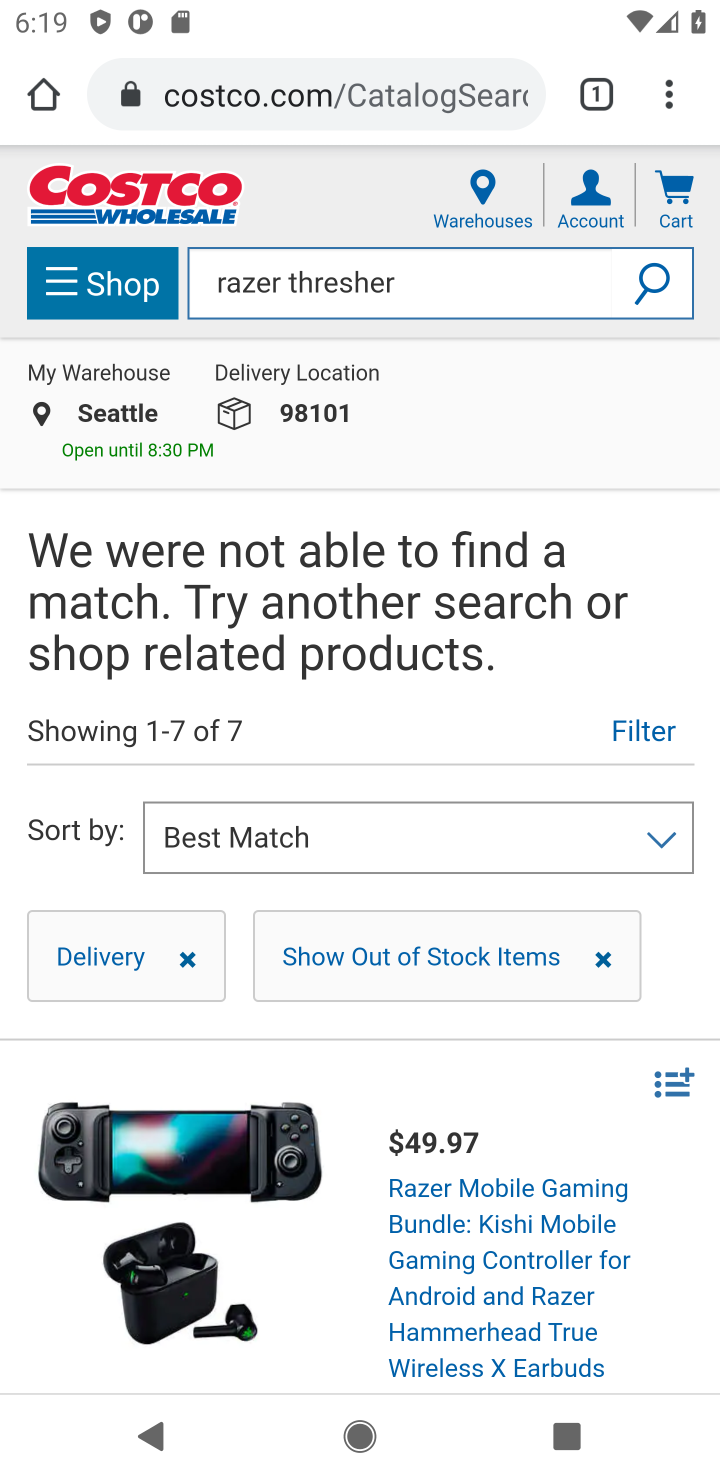 6:19
costco.com/CatalogSearc
1
COSTCO
WHOLESALE
Warehouses
Account
Cart
Shop
razer thresher
My Warehouse
Delivery Location
Seattle
98101
Open until 8:30 PM
We were not able to find a
match. Try another search or
shop related products.
Showing 1-7 of 7
Filter
Sort by:
Best Match
Delivery
Show Out of Stock Items
$49.97
Razer Mobile Gaming
Bundle: Kishi Mobile
Gaming Controller for
Android and Razer
Hammerhead True
Wireless X Earbuds